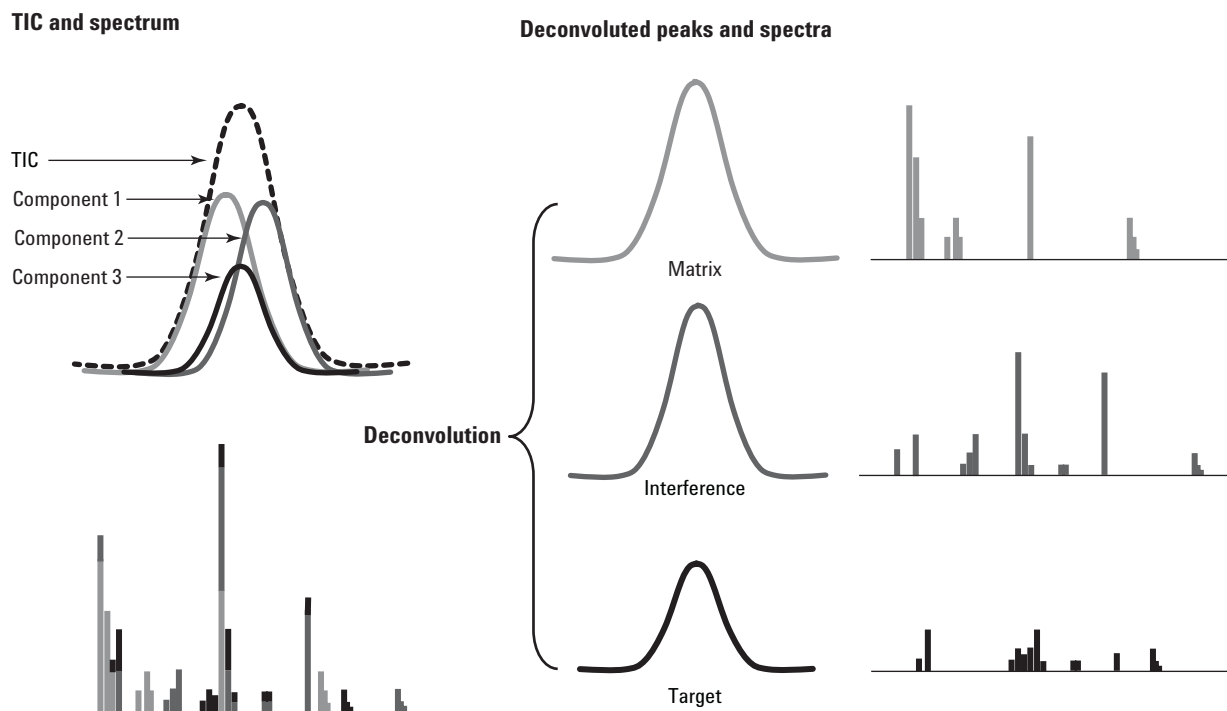 TIC and spectrum
Deconvoluted peaks and spectra
TIC
Component 1
Component 2
Component 3
Matrix
Deconvolution
Interference
Target